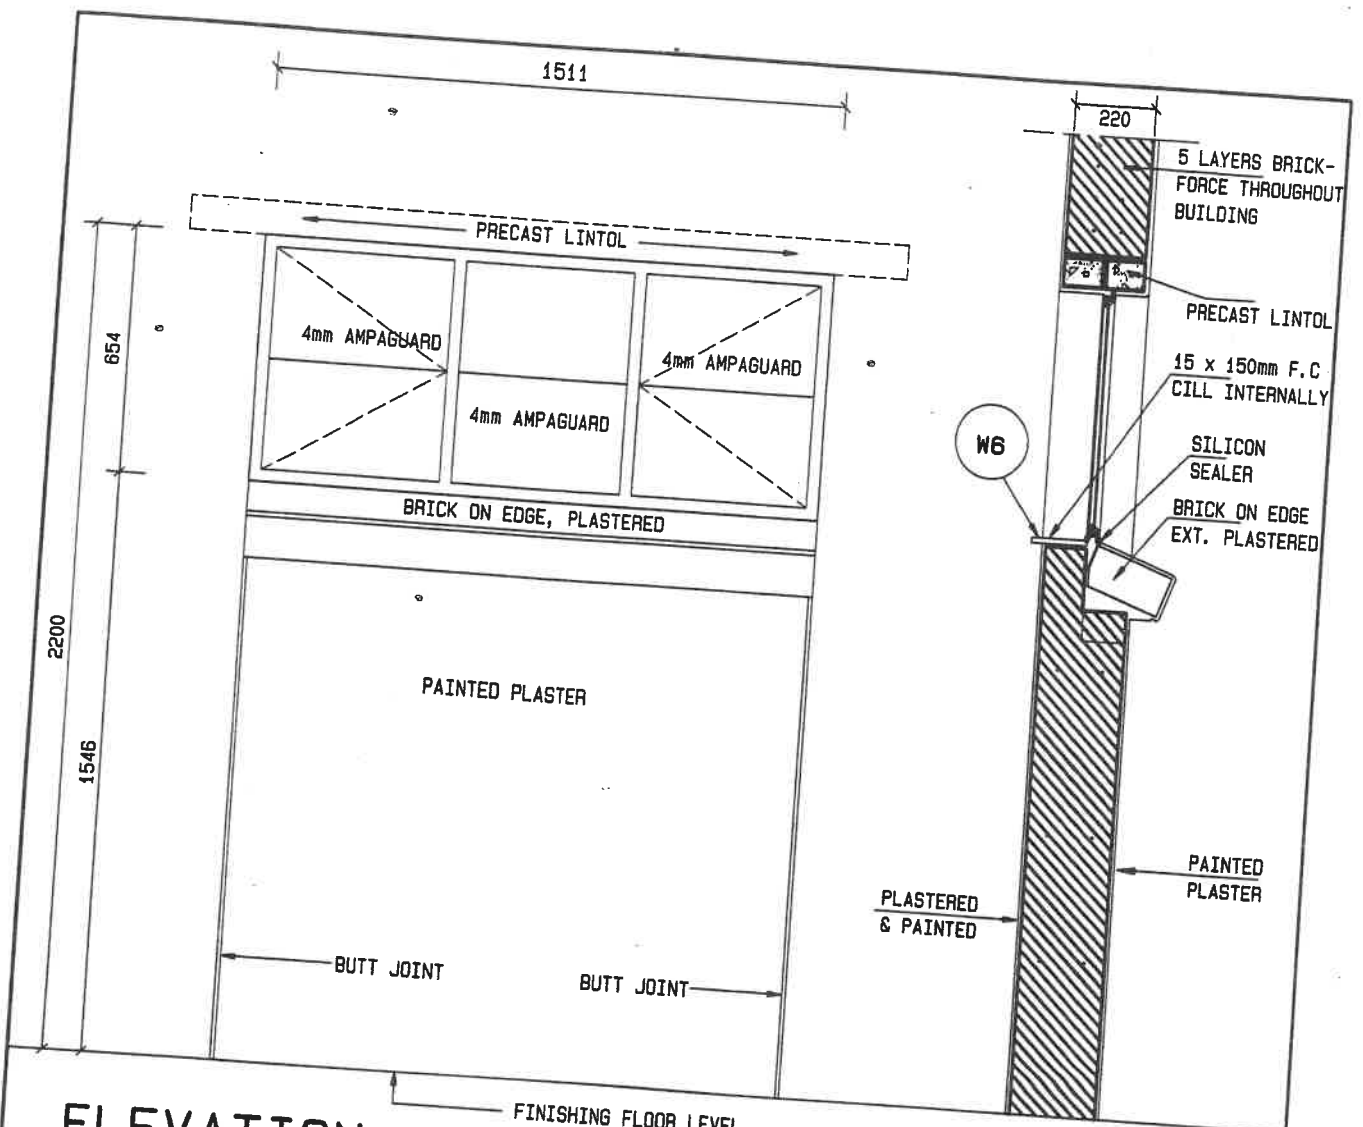 1511
220
5 LAYERS BRICK-
FORCE THROUGHOUT
BUILDING
PRECAST LINTOL
PRECAST LINTOL
654
4mm AMPAGUARD
4mm AMPAGUARD
4mm AMPAGUARD
15 x 150mm F.C
CILL INTERNALLY
W6
SILICON
SEALER
BRICK ON EDGE, PLASTERED
BRICK ON EDGE
EXT. PLASTERED
2200
PAINTED PLASTER
1546
PAINTED
PLASTER
PLASTERED
& PAINTED
BUTT JOINT
BUTT JOINT
FINISHING FLOOR LEVEL
ELEVATION